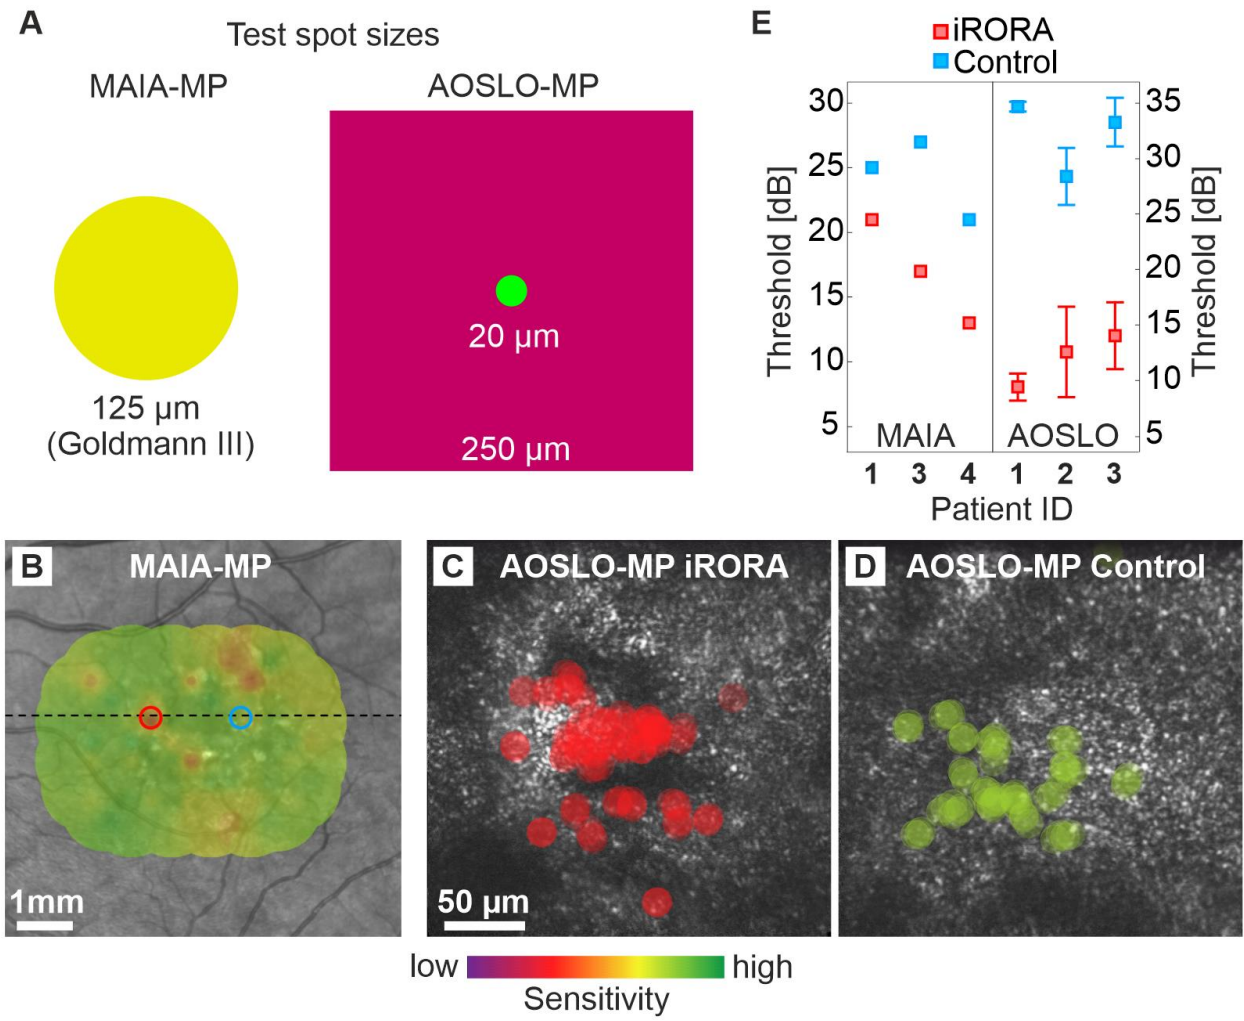 A
Test spot sizes
MAIA-MP
AOSLO-MP
125 µm
(Goldmann III)
20 µm
250 µm
E
iRORA
Control
30
25
20
15
10
5
Threshold [dB]
35
30
25
20
15
10
5
Threshold [dB]
MAIA
AOSLO
1 3 4 1 2 3
Patient ID
B
MAIA-MP
1mm
C
AOSLO-MP iRORA
50 µm
D
AOSLO-MP Control
low
high
Sensitivity